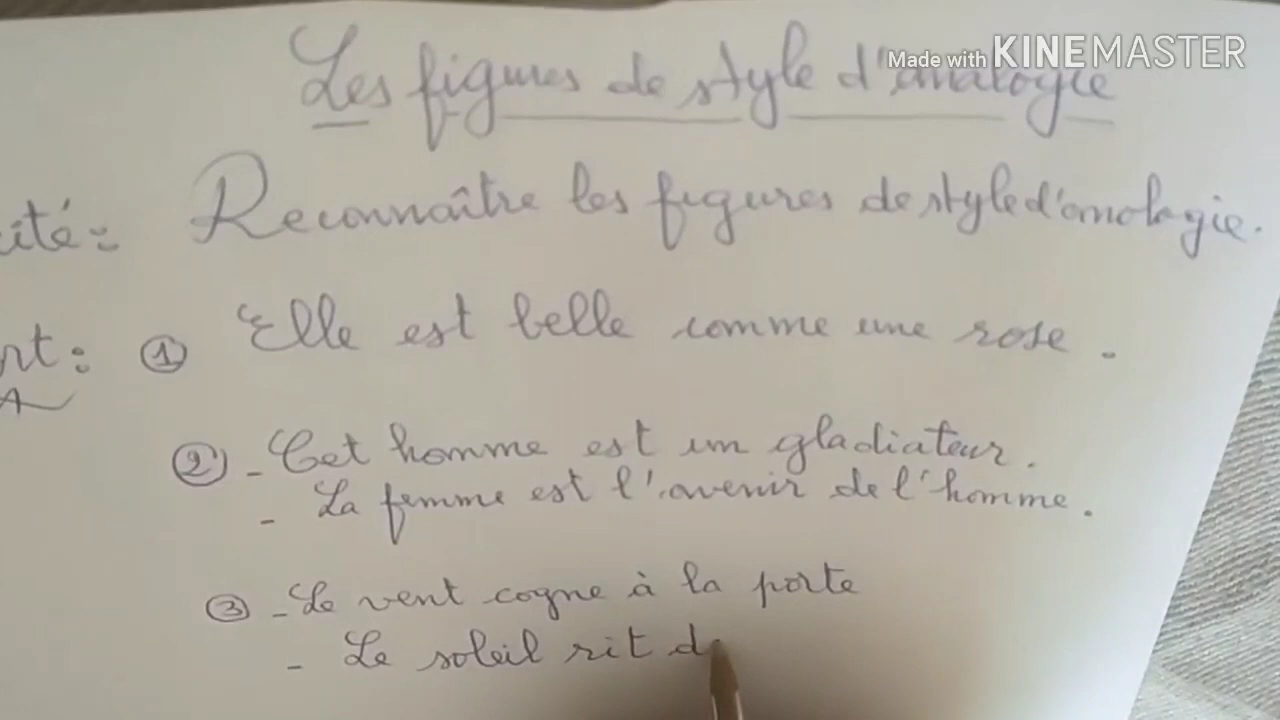 Made with KINEMASTER
Les figures de style d'analogie
Reconnaître les figures de style d'analogie.
ité:
① Elle est belle comme une rose.
rt:
② - Cet homme est un gladiateur.
- La femme est l'avenir de l'homme.
③ - Le vent cogne à la porte
- Le soleil rit d